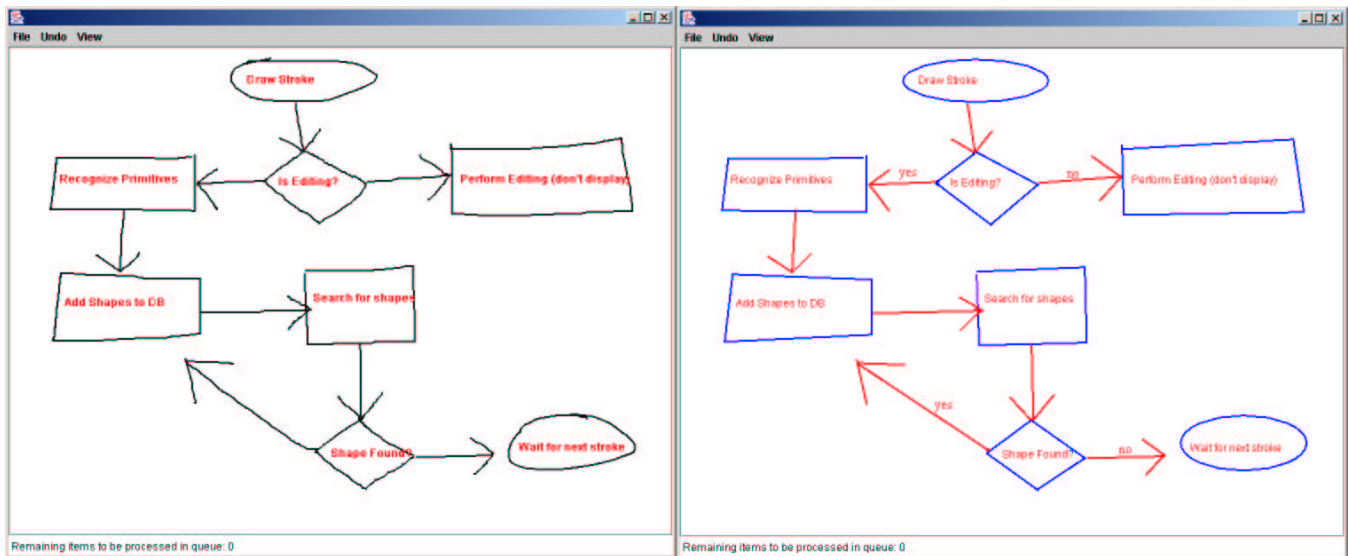 File Undo View
Draw Stroke
Is Editing?
Recognize Primitives
Perform Editing (don't display)
Add Shapes to DB
Search for shapes
Shape Found?
Wait for next stroke
Remaining items to be processed in queue: 0
File Undo View
Draw Stroke
yes
no
Recognize Primitives
Is Editing?
Perform Editing (don't display)
Add Shapes to DB
Search for shapes
yes
no
Shape Found?
Wait for next stroke
Remaining items to be processed in queue: 0